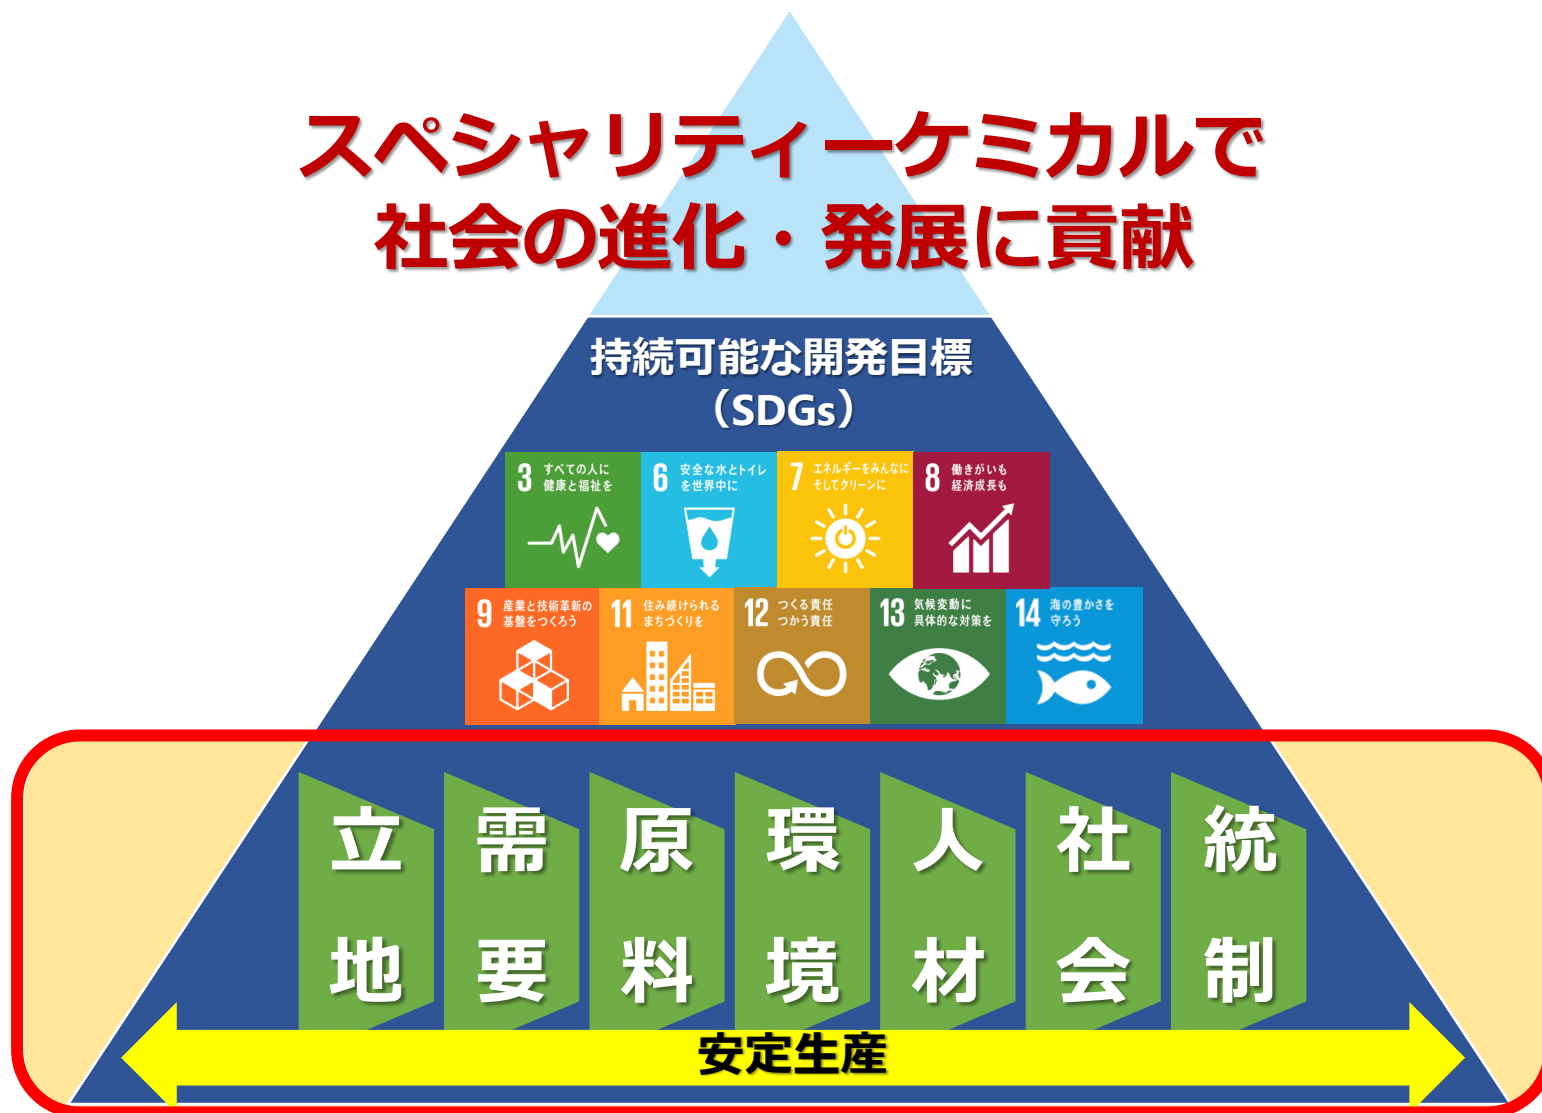 スペシャリティーケミカルで
社会の進化・発展に貢献
持続可能な開発目標
（SDGs）
3 すべての人に
健康と福祉を
6 安全な水とトイレ
を世界中に
7 エネルギーをみんなに
そしてクリーンに
8 働きがいも
経済成長も
9 産業と技術革新の
基盤をつくろう
11 住み続けられる
まちづくりを
12 つくる責任
つかう責任
13 気候変動に
具体的な対策を
14 海の豊かさを
守ろう
立地
需要
原料
環境
人材
社会
統制
安定生産